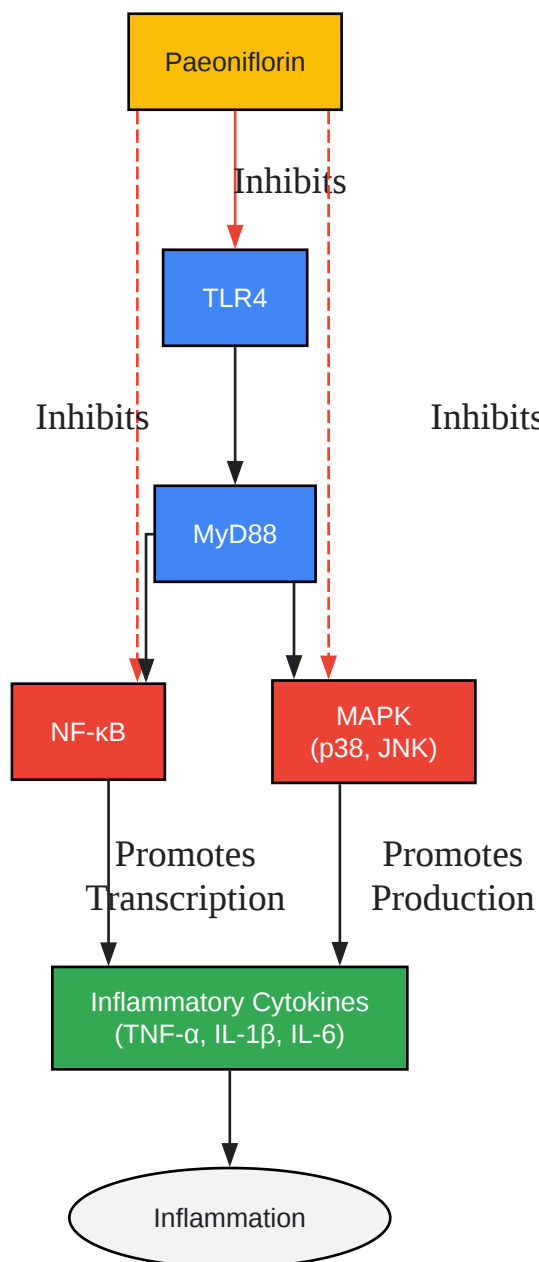 Paeoniflorin
Inhibits
TLR4
Inhibits
Inhibits
MyD88
NF-κB
MAPK
(p38, JNK)
Promotes
Transcription
Promotes
Production
Inflammatory Cytokines
(TNF-α, IL-1β, IL-6)
Inflammation